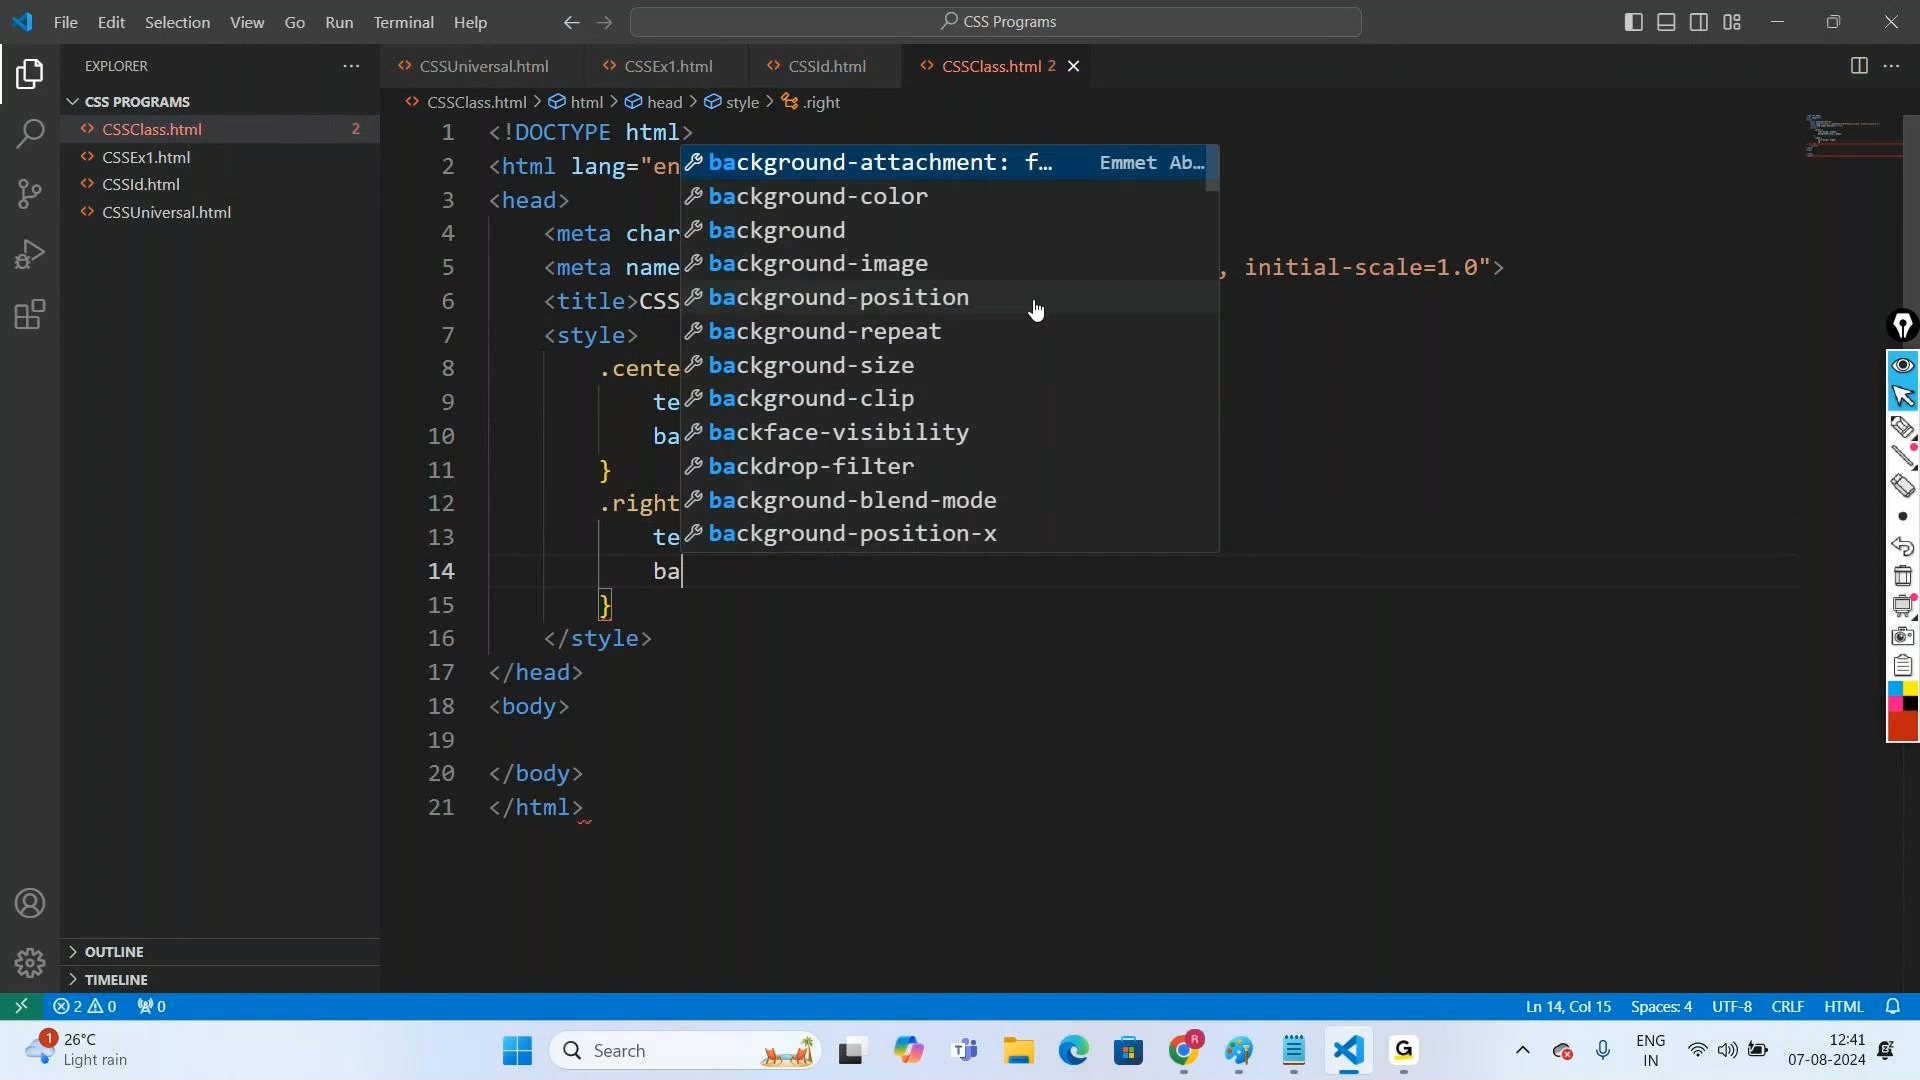 File Edit Selection View Go Run Terminal Help
CSS Programs
EXPLORER
CSS PROGRAMS
CSSClass.html 2
CSSEx1.html
CSSId.html
CSSUniversal.html
OUTLINE
TIMELINE
CSSUniversal.html CSSEx1.html CSSId.html CSSClass.html 2
CSSClass.html > html > head > style > .right
1 <!DOCTYPE html>
2 <html lang="en
3 <head>
4 <meta char
5 <meta name , initial-scale=1.0">
6 <title>CSS
7 <style>
8 .cente
9 te
10 ba
11 }
12 .right
13 te
14 ba
15 }
16 </style>
17 </head>
18 <body>
19
20 </body>
21 </html>
background-attachment: f… Emmet Ab…
background-color
background
background-image
background-position
background-repeat
background-size
background-clip
backface-visibility
backdrop-filter
background-blend-mode
background-position-x
2 0 0
Ln 14, Col 15 Spaces: 4 UTF-8 CRLF HTML
1
26°C
Light rain
Search
R
ENG
IN
12:41
07-08-2024